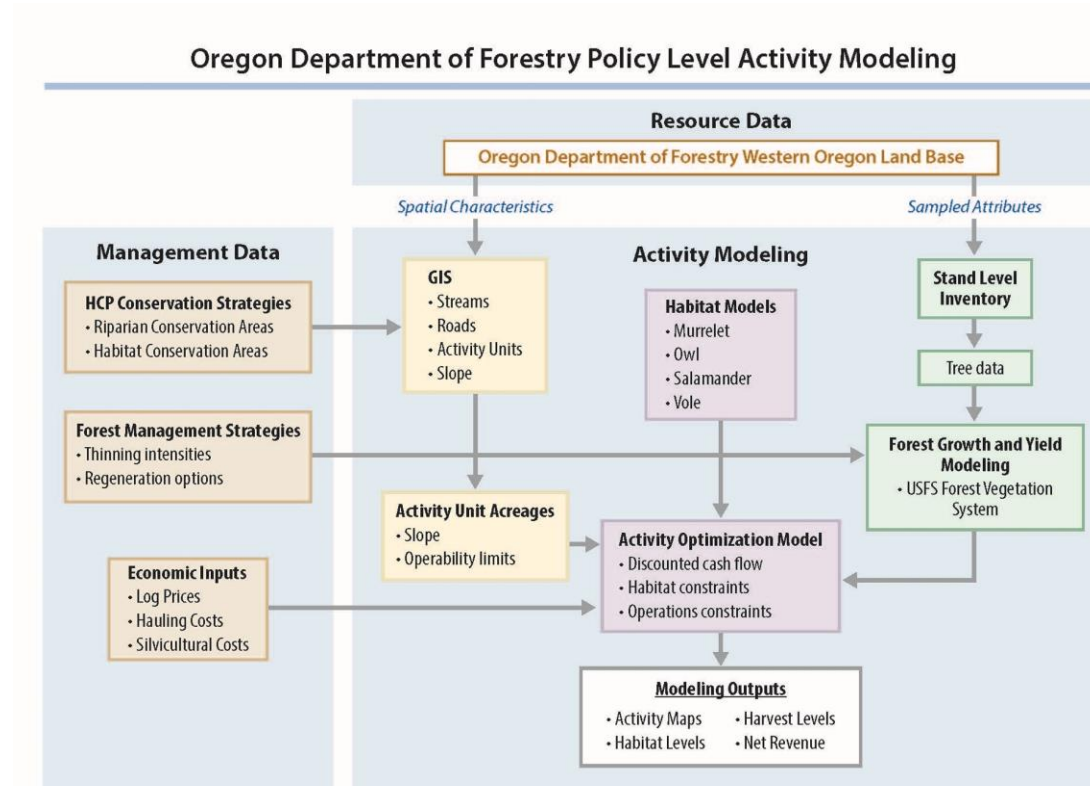 Oregon Department of Forestry Policy Level Activity Modeling
Resource Data
Oregon Department of Forestry Western Oregon Land Base
Spatial Characteristics
Sampled Attributes
Management Data
HCP Conservation Strategies
• Riparian Conservation Areas
• Habitat Conservation Areas
Forest Management Strategies
• Thinning intensities
• Regeneration options
Economic Inputs
• Log Prices
• Hauling Costs
• Silvicultural Costs
Activity Modeling
GIS
• Streams
• Roads
• Activity Units
• Slope
Activity Unit Acreages
• Slope
• Operability limits
Habitat Models
• Murrelet
• Owl
• Salamander
• Vole
Activity Optimization Model
• Discounted cash flow
• Habitat constraints
• Operations constraints
Stand Level
Inventory
Tree data
Forest Growth and Yield
Modeling
• USFS Forest Vegetation
System
Modeling Outputs
• Activity Maps
• Habitat Levels
• Harvest Levels
• Net Revenue